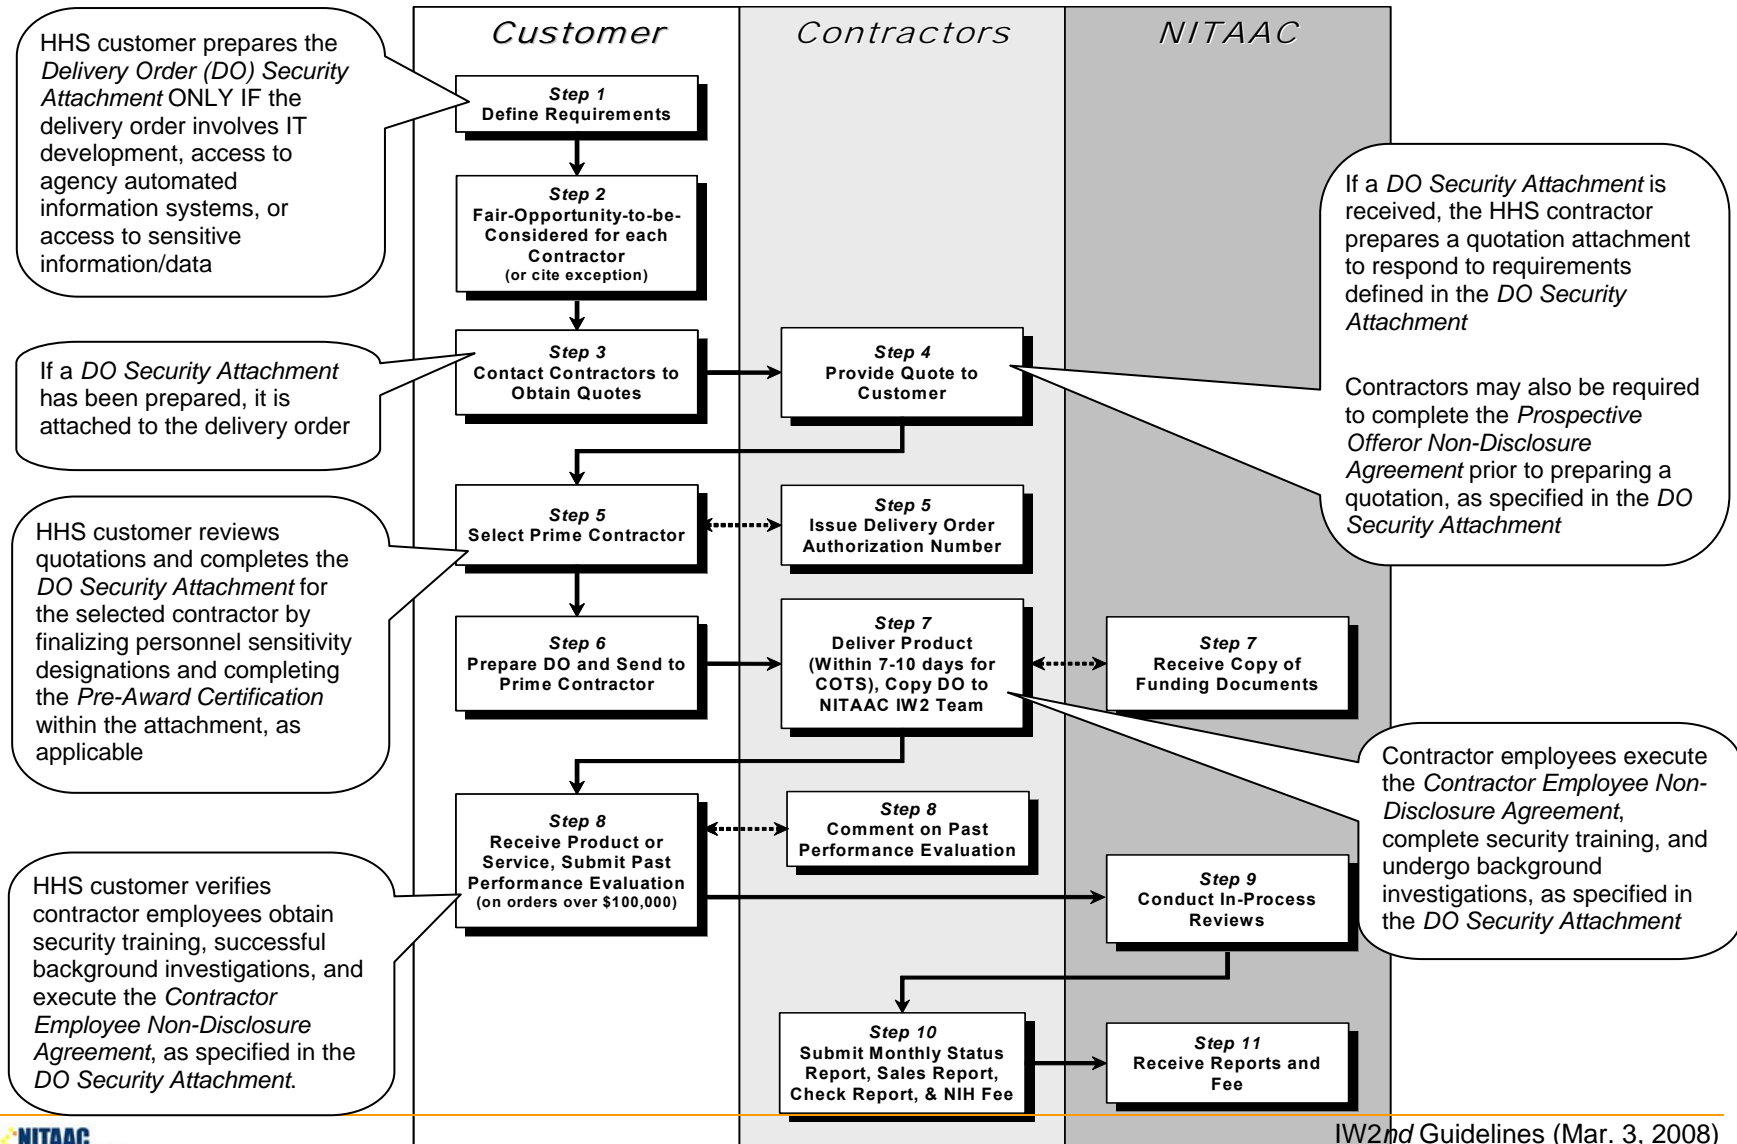 Customer
Contractors
NITAAC
HHS customer prepares the
Delivery Order (DO) Security
Attachment ONLY IF the
delivery order involves IT
development, access to
agency automated
information systems, or
access to sensitive
information/data
Step 1
Define Requirements
Step 2
Fair-Opportunity-to-be-
Considered for each
Contractor
(or cite exception)
If a DO Security Attachment is
received, the HHS contractor
prepares a quotation attachment
to respond to requirements
defined in the DO Security
Attachment
Contractors may also be required
to complete the Prospective
Offeror Non-Disclosure
Agreement prior to preparing a
quotation, as specified in the DO
Security Attachment
If a DO Security Attachment
has been prepared, it is
attached to the delivery order
Step 3
Contact Contractors to
Obtain Quotes
Step 4
Provide Quote to
Customer
HHS customer reviews
quotations and completes the
DO Security Attachment for
the selected contractor by
finalizing personnel sensitivity
designations and completing
the Pre-Award Certification
within the attachment, as
applicable
Step 5
Select Prime Contractor
Step 5
Issue Delivery Order
Authorization Number
Step 6
Prepare DO and Send to
Prime Contractor
Step 7
Deliver Product
(Within 7-10 days for
COTS), Copy DO to
NITAAC IW2 Team
Step 7
Receive Copy of
Funding Documents
Contractor employees execute
the Contractor Employee Non-
Disclosure Agreement,
complete security training, and
undergo background
investigations, as specified in
the DO Security Attachment
Step 8
Receive Product or
Service, Submit Past
Performance Evaluation
(on orders over $100,000)
Step 8
Comment on Past
Performance Evaluation
HHS customer verifies
contractor employees obtain
security training, successful
background investigations, and
execute the Contractor
Employee Non-Disclosure
Agreement, as specified in the
DO Security Attachment.
Step 9
Conduct In-Process
Reviews
Step 10
Submit Monthly Status
Report, Sales Report,
Check Report, & NIH Fee
Step 11
Receive Reports and
Fee
NITAAC
IW2nd Guidelines (Mar. 3, 2008)